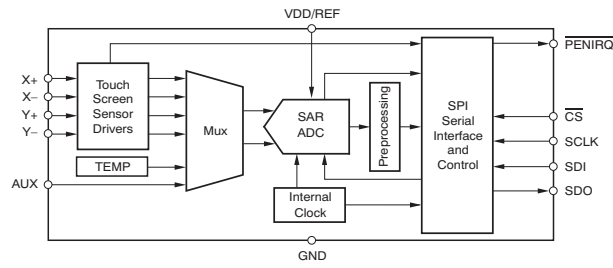 VDD/REF
PENIRQ
X+
X–
Y+
Y–
AUX
Touch
Screen
Sensor
Drivers
TEMP
Mux
SAR
ADC
Preprocessing
Internal
Clock
SPI
Serial
Interface
and
Control
CS
SCLK
SDI
SDO
GND